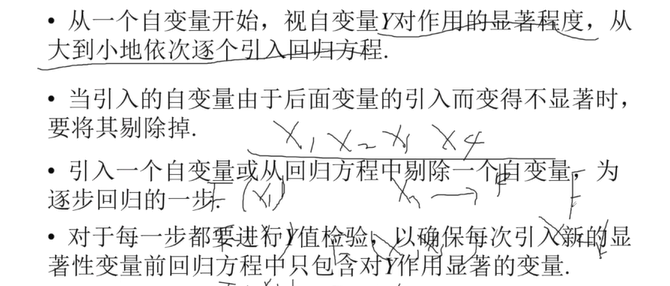 • 从一个自变量开始，视自变量Y对作用的显著程度，从
大到小地依次逐个引入回归方程.
• 当引入的自变量由于后面变量的引入而变得不显著时，
要将其剔除掉.
X1 X2 X3 X4
• 引入一个自变量或从回归方程中剔除一个自变量，为
逐步回归的一步.
• 对于每一步都要进行Y值检验，以确保每次引入新的显
著性变量前回归方程中只包含对Y作用显著的变量.